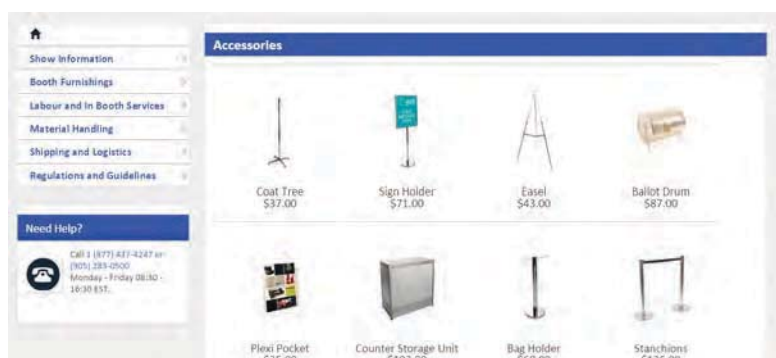 Show Information
Booth Furnishings
Labour and In Booth Services
Material Handling
Shipping and Logistics
Regulations and Guidelines
Need Help?
Call 1 (877) 437-4247 or
(905) 283-0500
Monday - Friday 08:30 -
16:30 EST.
Accessories
Coat Tree
$37.00
Sign Holder
$71.00
Easel
$43.00
Ballot Drum
$87.00
Plexi Pocket
Counter Storage Unit
Bag Holder
Stanchions